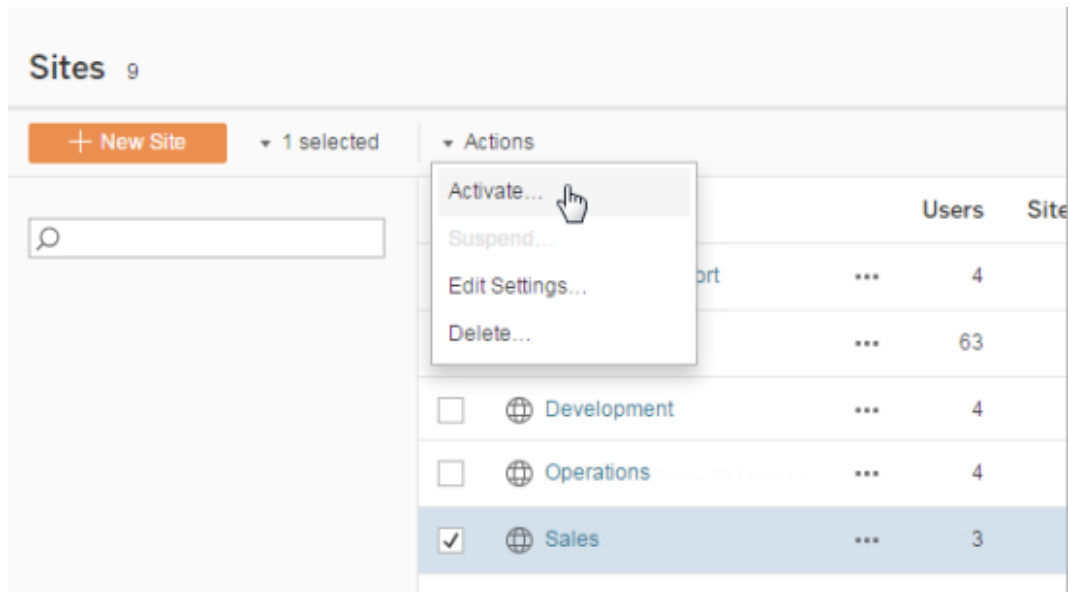 Sites 9
+ New Site 1 selected Actions
Activate...
Users Site
Suspend...
ort ... 4
Edit Settings...
Delete...
... 63
Development ... 4
Operations ... 4
Sales ... 3